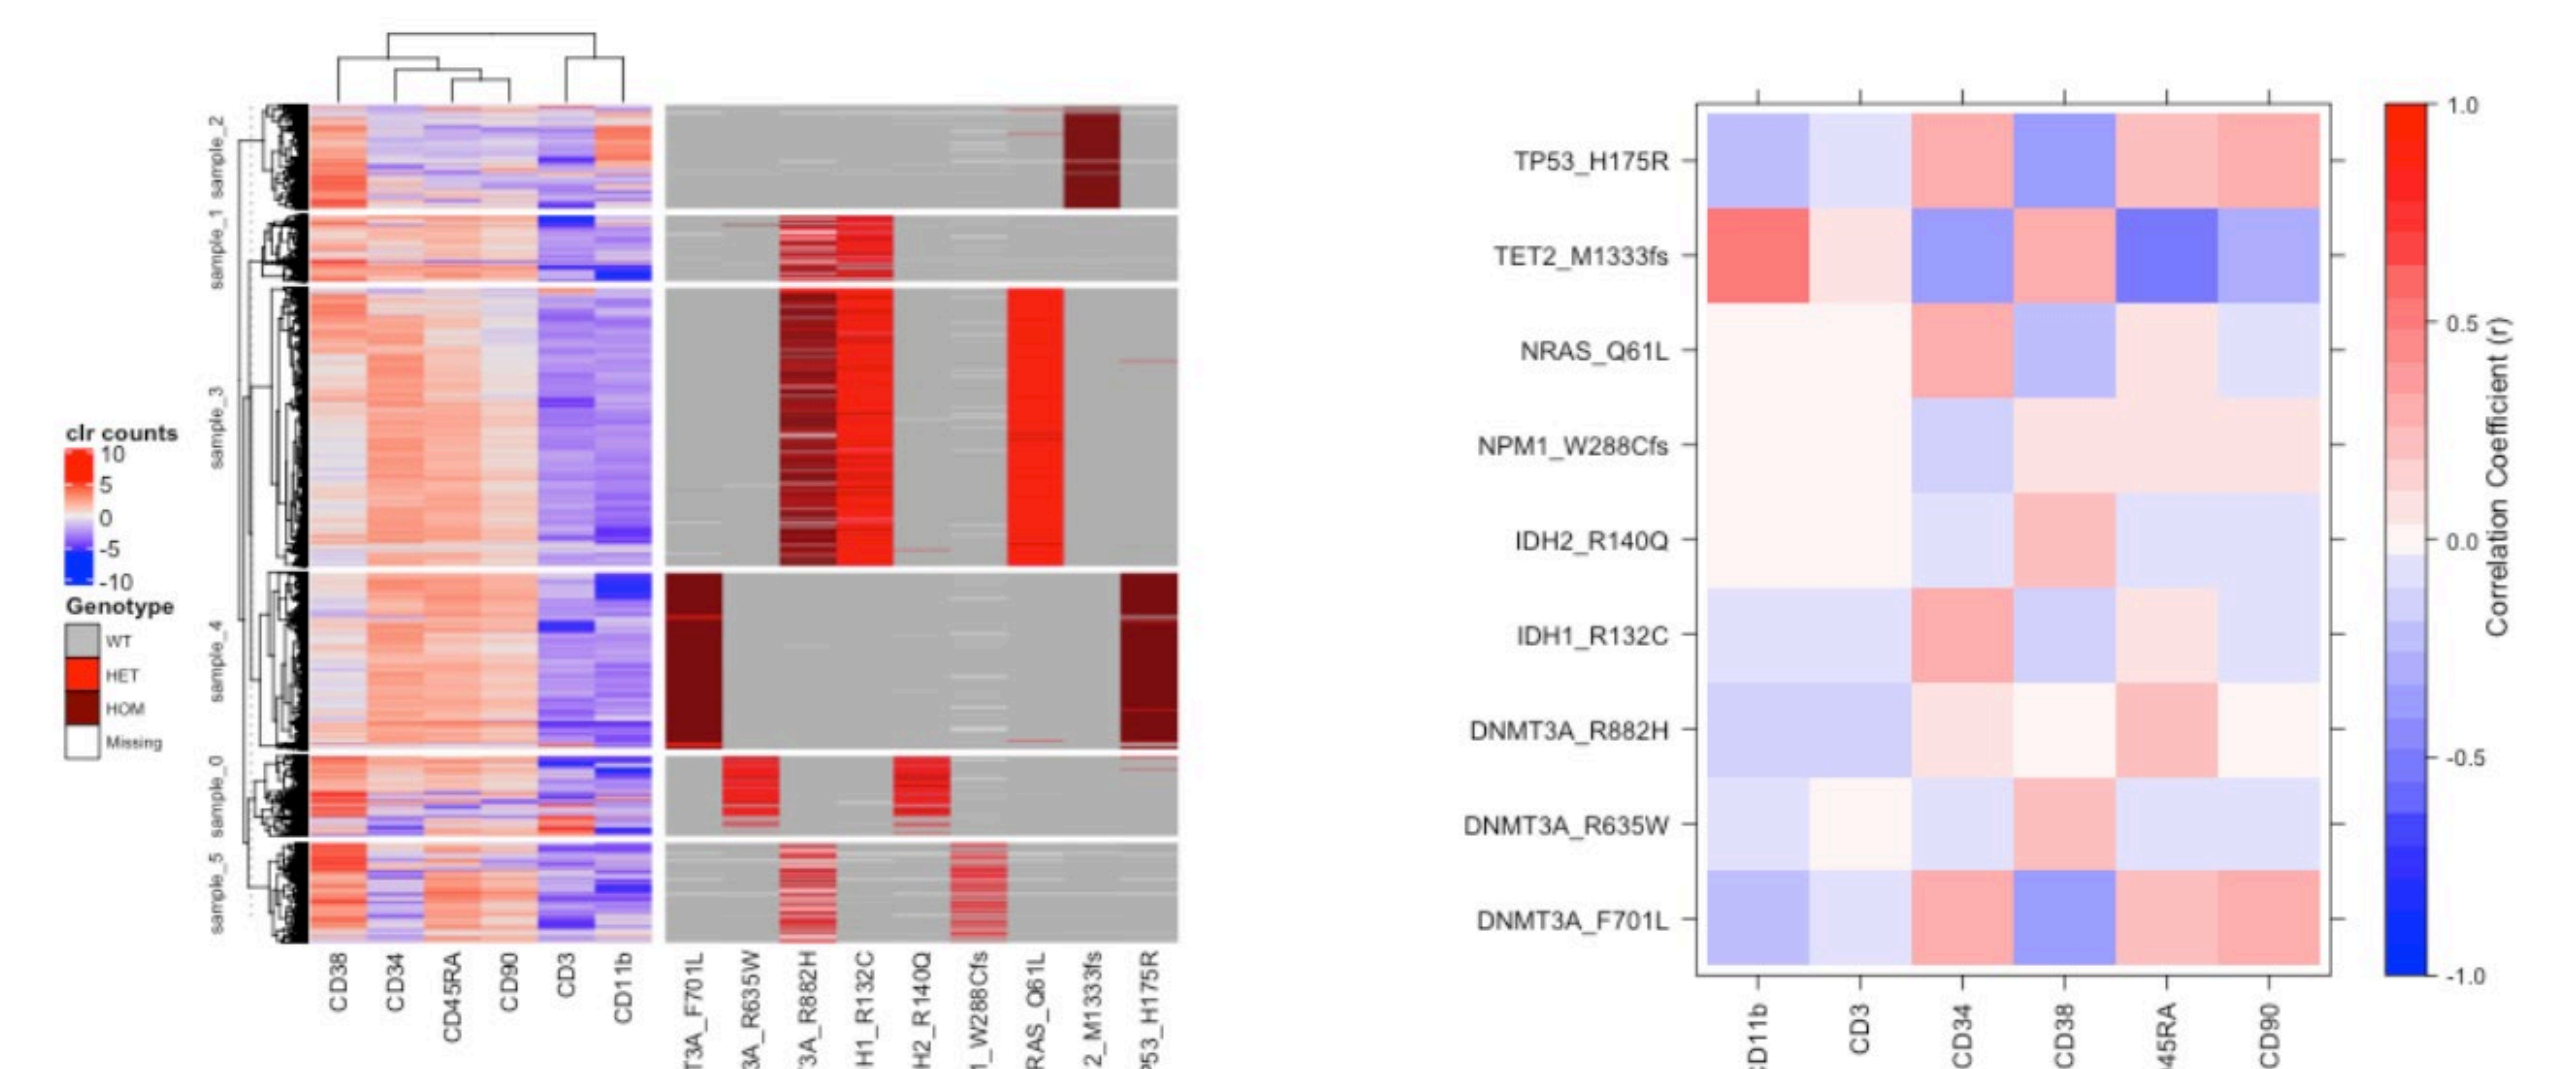 sample_2
sample_1
sample_3
sample_4
sample_0
sample_5
clr counts
10
5
0
-5
-10
Genotype
WT
HET
HOM
Missing
CD38
CD34
CD45RA
CD90
CD3
CD11b
T3A_F701L
3A_R635W
3A_R882H
H1_R132C
H2_R140Q
1_W288Cfs
RAS_Q61L
2_M1333fs
P53_H175R
TP53_H175R
TET2_M1333fs
NRAS_Q61L
NPM1_W288Cfs
IDH2_R140Q
IDH1_R132C
DNMT3A_R882H
DNMT3A_R635W
DNMT3A_F701L
CD11b
CD3
CD34
CD38
45RA
CD90
1.0
0.5
0.0
-0.5
-1.0
Correlation Coefficient (r)